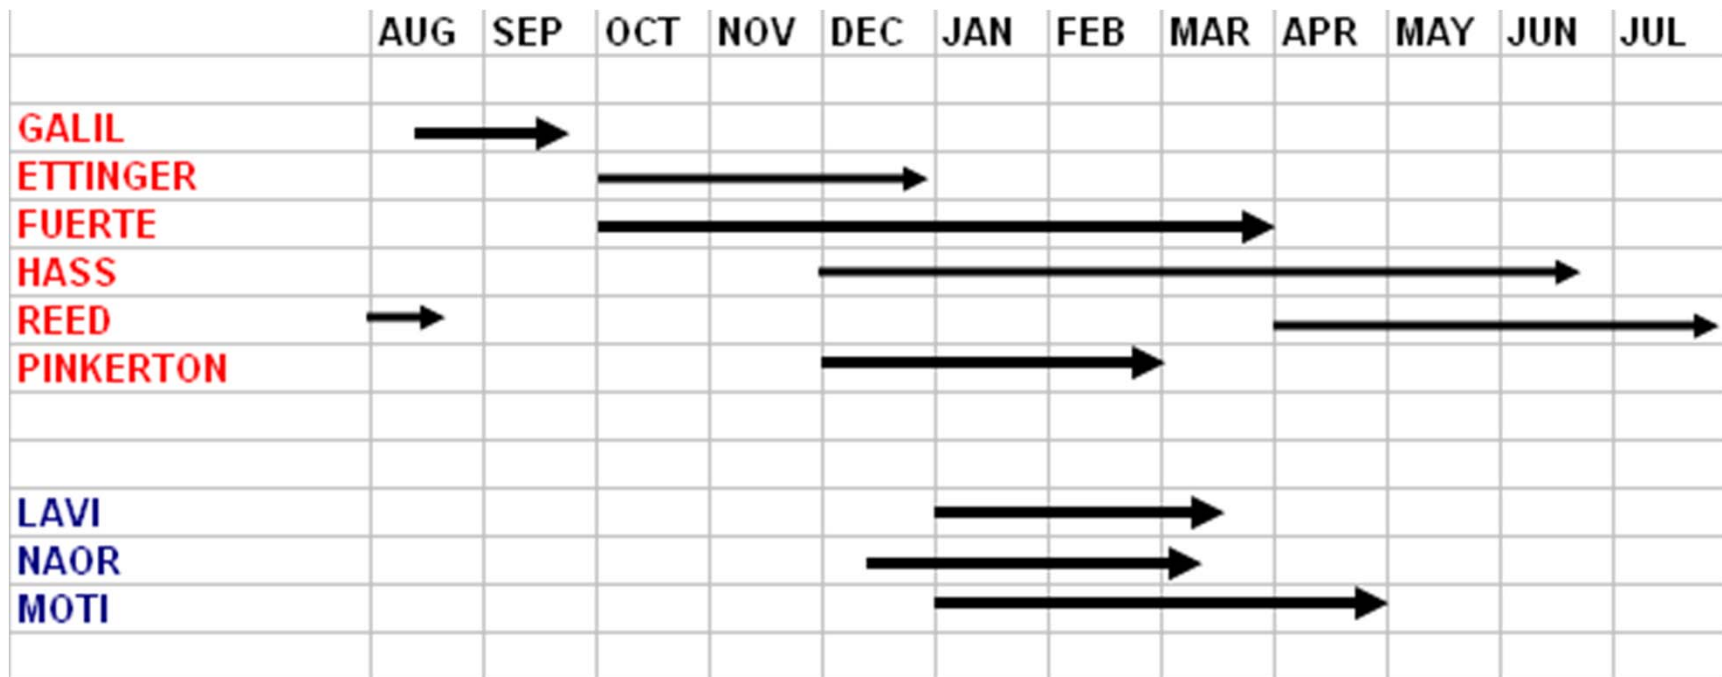 AUG SEP OCT NOV DEC JAN FEB MAR APR MAY JUN JUL
GALIL
ETTINGER
FUERTE
HASS
REED
PINKERTON
LAVI
NAOR
MOTI